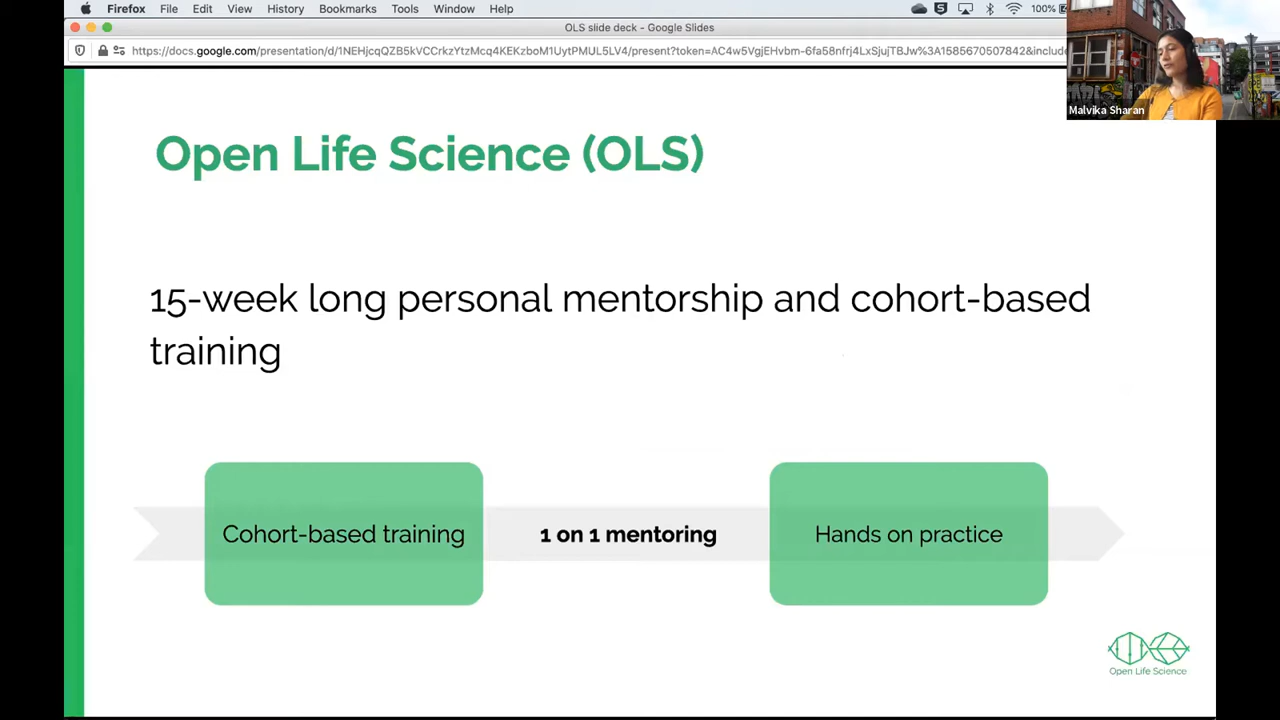 Firefox File Edit View History Bookmarks Tools Window Help 100%
OLS slide deck - Google Slides
https://docs.google.com/presentation/d/1NEHjcqQZB5kVCCrkzYtzMcq4KEKzboM1UytPMUL5LV4/present?token=AC4w5VgjEHvbm-6fa58nfrj4LxSjujTBJw%3A1585670507842&includ
Malvika Sharan
Open Life Science (OLS)
15-week long personal mentorship and cohort-based
training
Cohort-based training 1 on 1 mentoring Hands on practice
Open Life Science